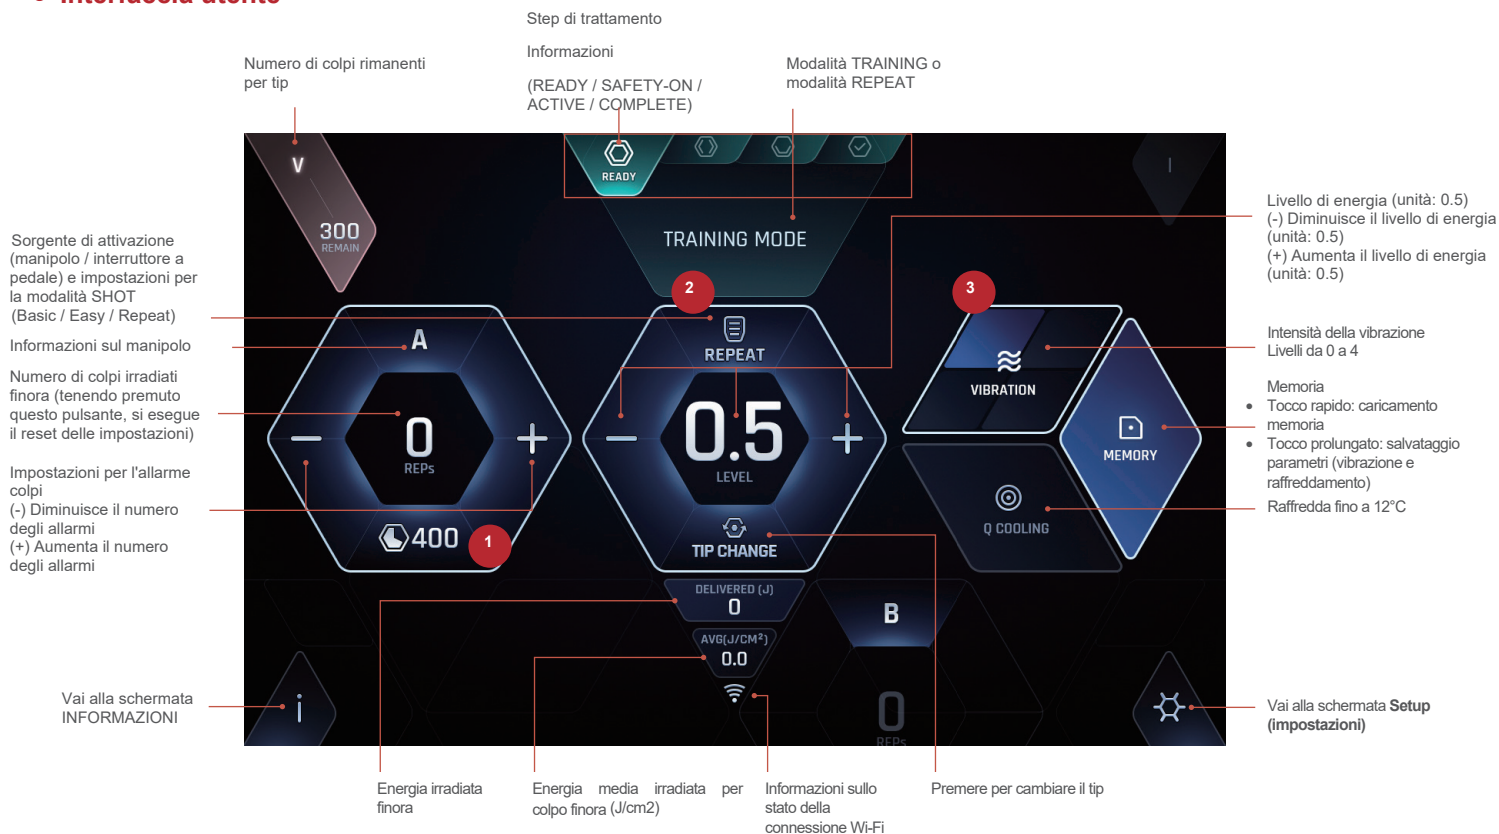 • Interfaccia utente
Step di trattamento
Informazioni
(READY / SAFETY-ON /
ACTIVE / COMPLETE)
Numero di colpi rimanenti
per tip
Modalità TRAINING o
modalità REPEAT
Sorgente di attivazione
(manipolo / interruttore a
pedale) e impostazioni per
la modalità SHOT
(Basic / Easy / Repeat)
Informazioni sul manipolo
Numero di colpi irradiati
finora (tenendo premuto
questo pulsante, si esegue
il reset delle impostazioni)
Impostazioni per l'allarme
colpi
(-) Diminuisce il numero
degli allarmi
(+) Aumenta il numero
degli allarmi
Vai alla schermata
INFORMAZIONI
V
300
REMAIN
READY
TRAINING MODE
I
A
−
0
REPs
+
400
1
2
REPEAT
−
0.5
LEVEL
+
TIP CHANGE
DELIVERED (J)
0
AVG(J/CM²)
0.0
3
VIBRATION
MEMORY
Q COOLING
B
0
REPs
i
Livello di energia (unità: 0.5)
(-) Diminuisce il livello di energia
(unità: 0.5)
(+) Aumenta il livello di energia
(unità: 0.5)
Intensità della vibrazione
Livelli da 0 a 4
Memoria
• Tocco rapido: caricamento
memoria
• Tocco prolungato: salvataggio
parametri (vibrazione e
raffreddamento)
Raffredda fino a 12°C
Vai alla schermata Setup
(impostazioni)
Energia irradiata
finora
Energia media irradiata per
colpo finora (J/cm2)
Informazioni sullo
stato della
connessione Wi-Fi
Premere per cambiare il tip